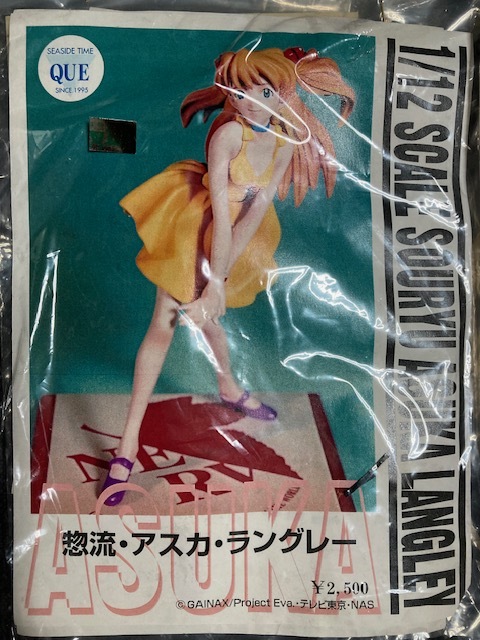 SEASIDE TIME
QUE
SINCE 1995
1/12 SCALE SOURYU ASUKA LANGLEY
NERV
ASUKA
惣流・アスカ・ラングレー
¥2,500
©GAINAX/Project Eva.・テレビ東京・NAS